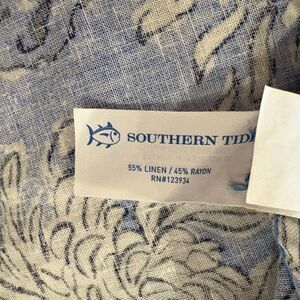 SOUTHERN TIDE
55% LINEN / 45% RAYON
RN#123934